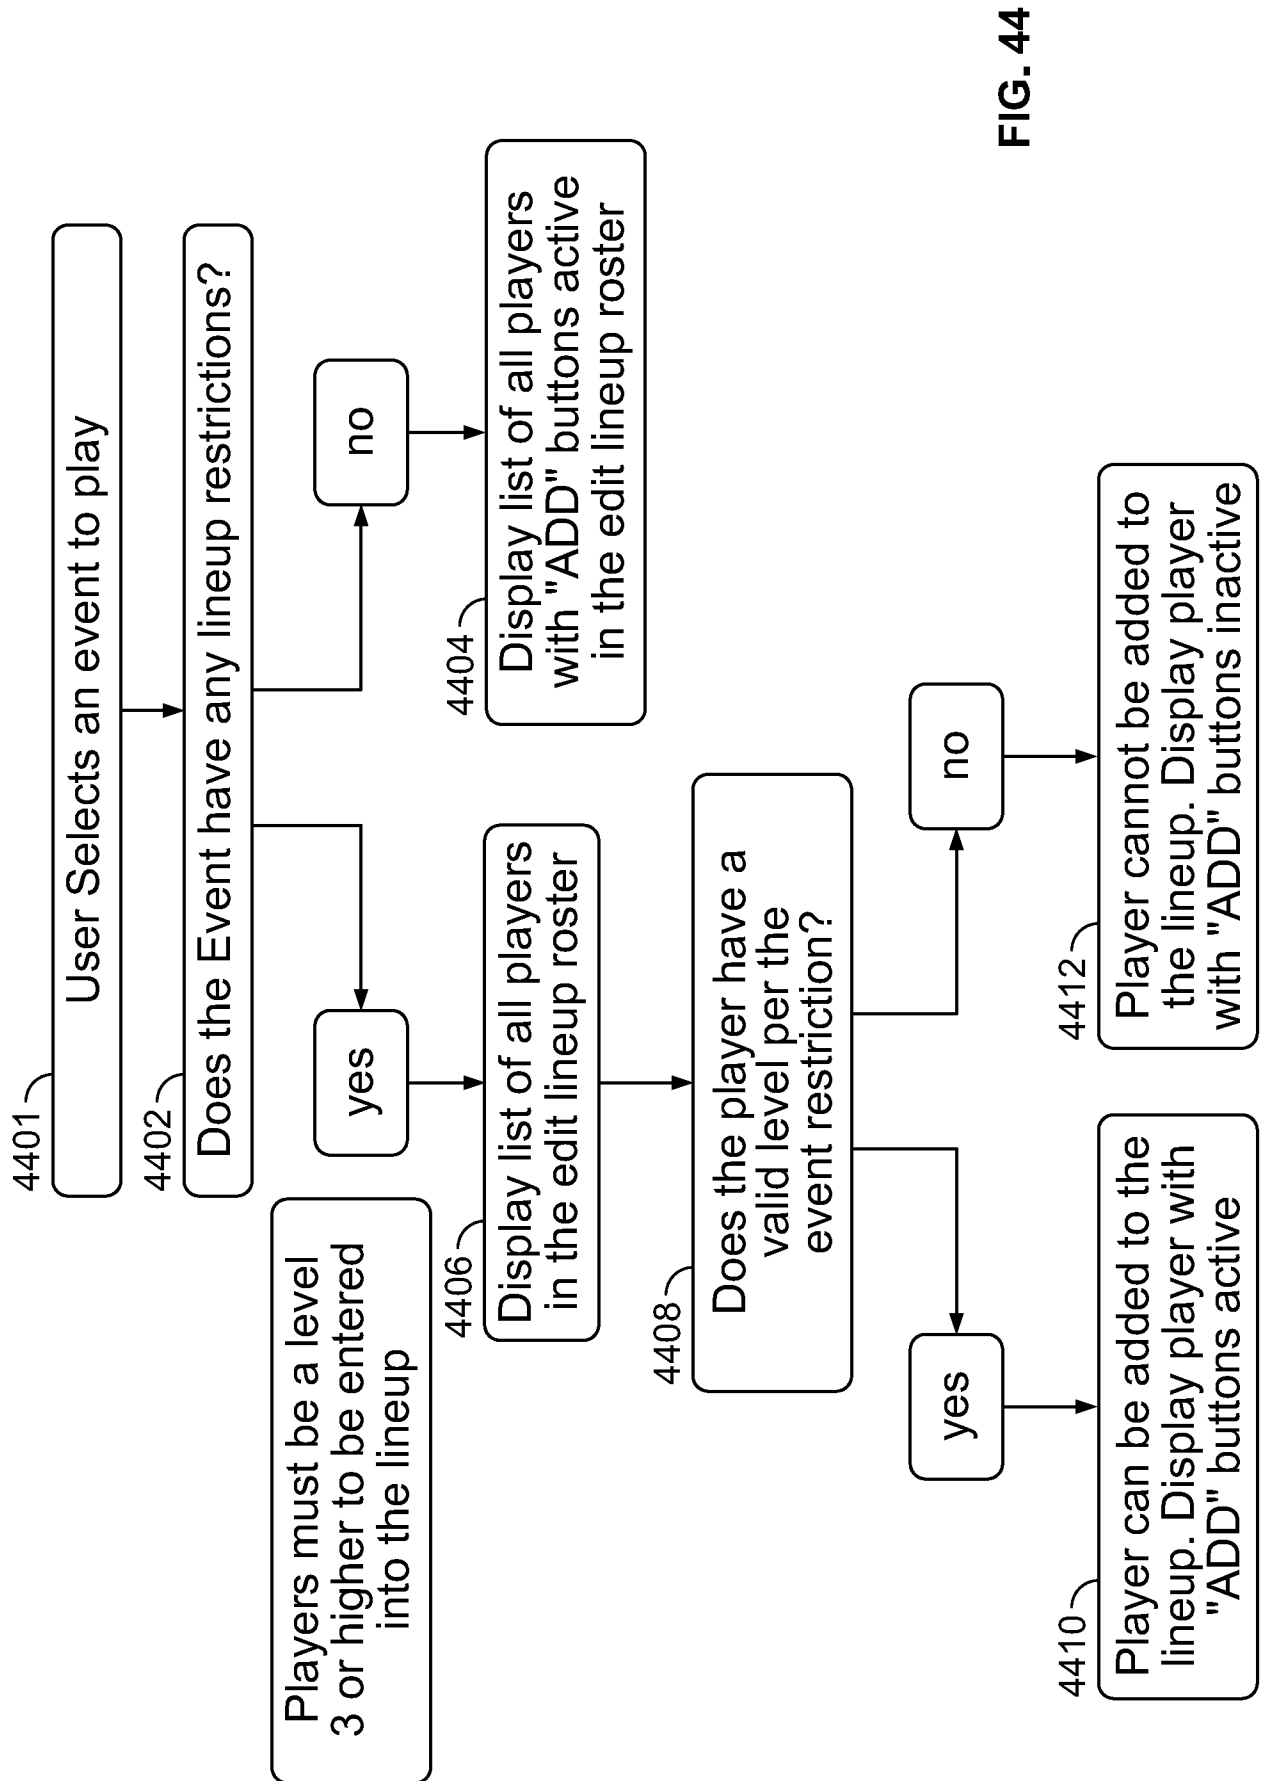 4401
User Selects an event to play
4402
Does the Event have any lineup restrictions?
Players must be a level
3 or higher to be entered
into the lineup
yes
no
4406
Display list of all players
in the edit lineup roster
4404
Display list of all players
with "ADD" buttons active
in the edit lineup roster
4408
Does the player have a
valid level per the
event restriction?
yes
no
4410
Player can be added to the
lineup. Display player with
"ADD" buttons active
4412
Player cannot be added to
the lineup. Display player
with "ADD" buttons inactive
FIG. 44